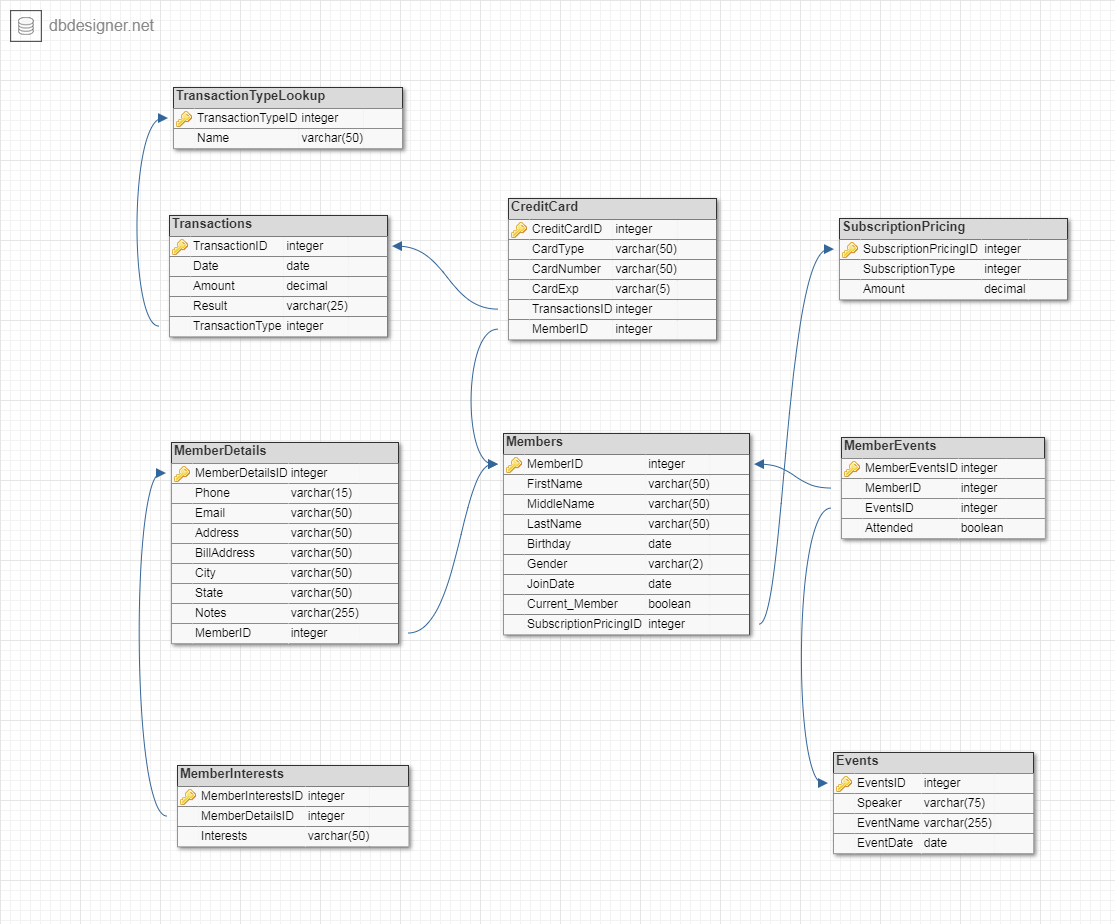 dbdesigner.net
TransactionTypeLookup
TransactionTypeID integer
Name varchar(50)
Transactions
TransactionID integer
Date date
Amount decimal
Result varchar(25)
TransactionType integer
CreditCard
CreditCardID integer
CardType varchar(50)
CardNumber varchar(50)
CardExp varchar(5)
TransactionsID integer
MemberID integer
SubscriptionPricing
SubscriptionPricingID integer
SubscriptionType integer
Amount decimal
MemberDetails
MemberDetailsID integer
Phone varchar(15)
Email varchar(50)
Address varchar(50)
BillAddress varchar(50)
City varchar(50)
State varchar(50)
Notes varchar(255)
MemberID integer
Members
MemberID integer
FirstName varchar(50)
MiddleName varchar(50)
LastName varchar(50)
Birthday date
Gender varchar(2)
JoinDate date
Current_Member boolean
SubscriptionPricingID integer
MemberEvents
MemberEventsID integer
MemberID integer
EventsID integer
Attended boolean
MemberInterests
MemberInterestsID integer
MemberDetailsID integer
Interests varchar(50)
Events
EventsID integer
Speaker varchar(75)
EventName varchar(255)
EventDate date